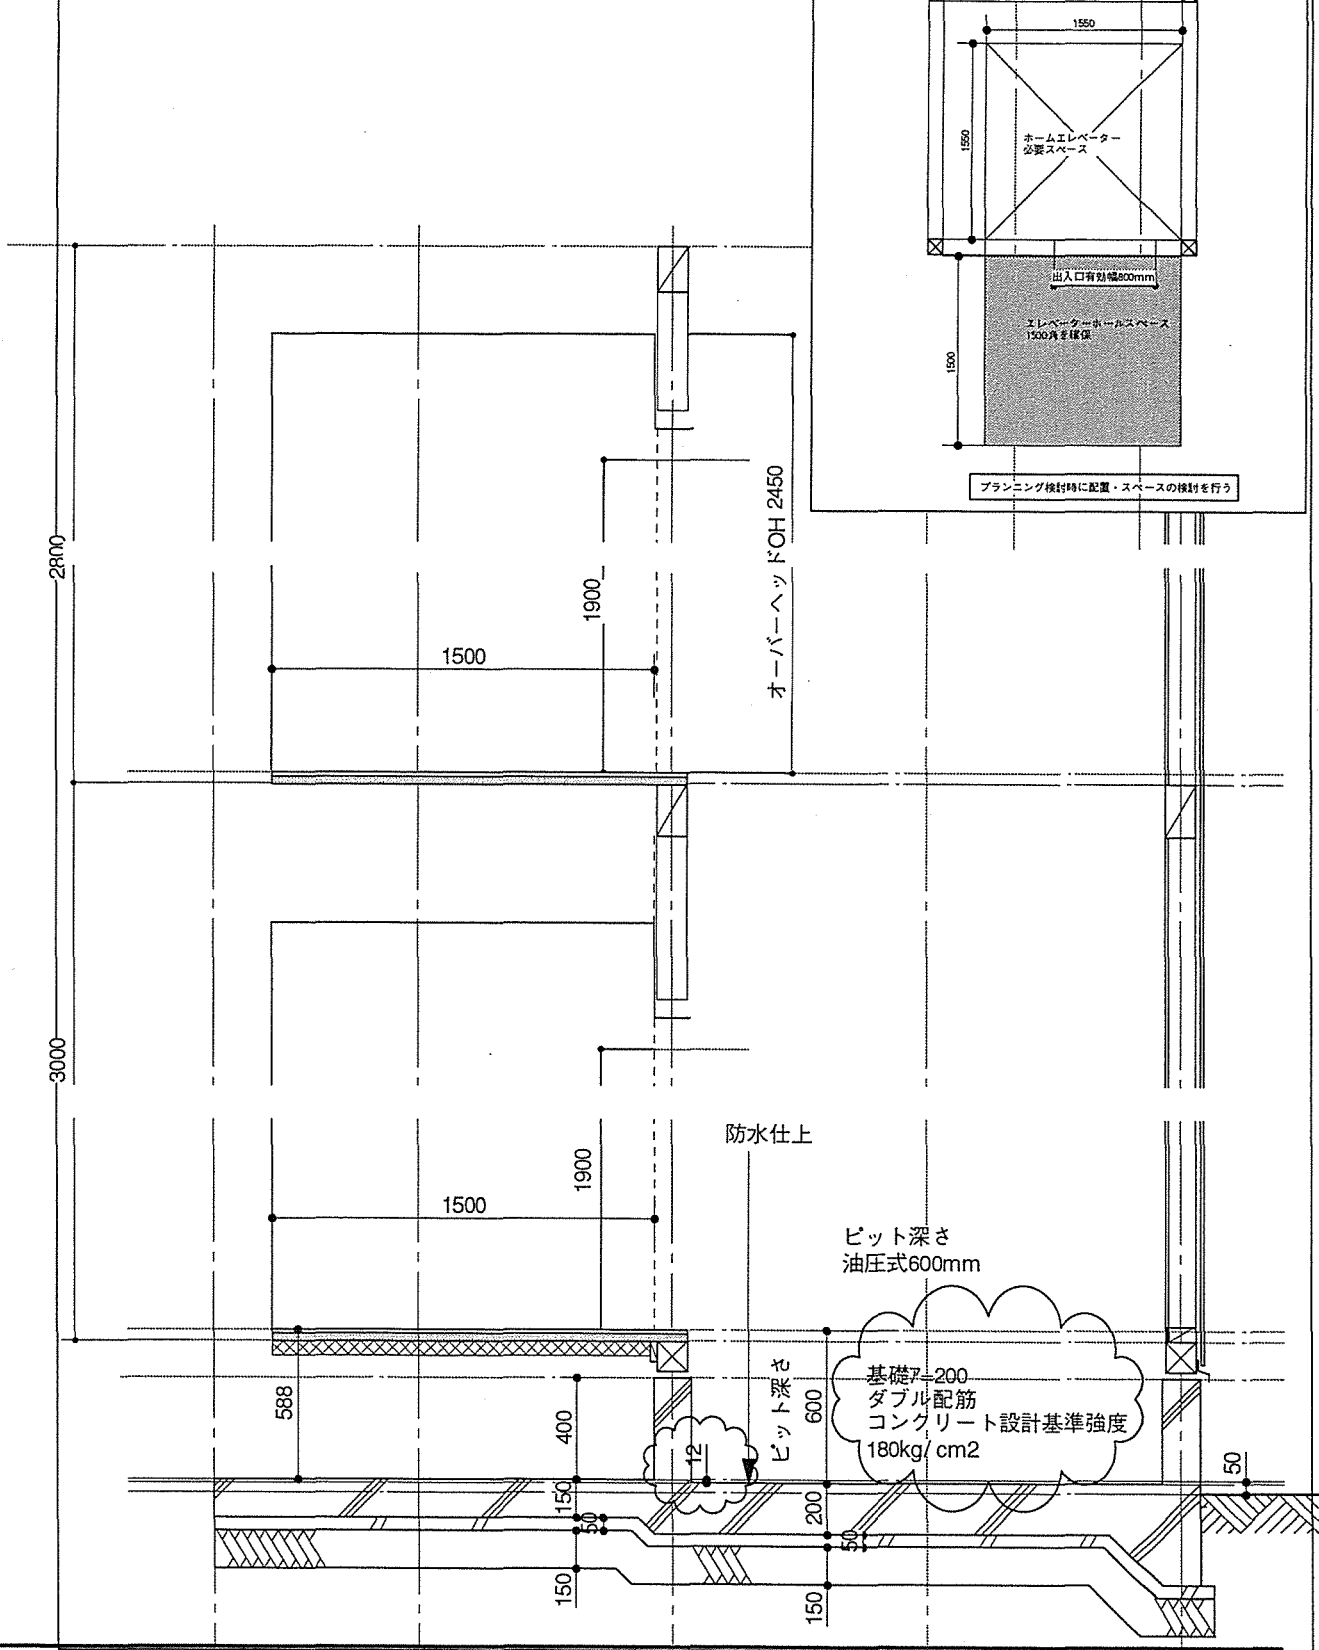 1550
1550
ホームエレベーター
必要スペース
出入口有効幅800mm
エレベーターホールスペース
1500角を確保
1500
プランニング検討時に配置・スペースの検討を行う
2800
オーバーヘッドOH 2450
1900
1500
3000
防水仕上
1900
1500
ピット深さ
油圧式600mm
588
400
12
ピット深さ
600
基礎ア=200
ダブル配筋
コンクリート設計基準強度
180kg/cm2
50
150
50
200
50
150
150